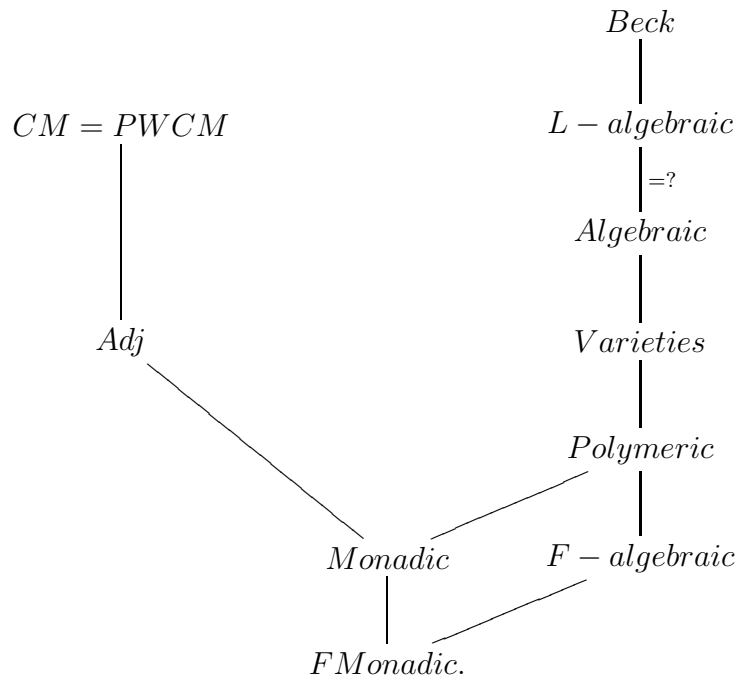 Beck
CM = PWCM
L − algebraic
=?
Algebraic
Adj
Varieties
Polymeric
Monadic
F − algebraic
FMonadic.